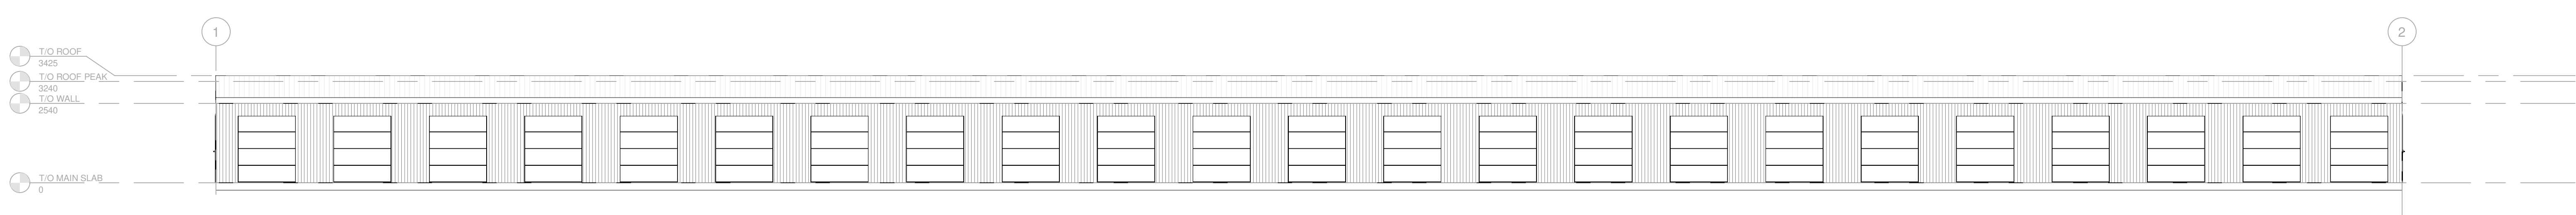 1
2
T/O ROOF
3425
T/O ROOF PEAK
3240
T/O WALL
2540
T/O MAIN SLAB
0